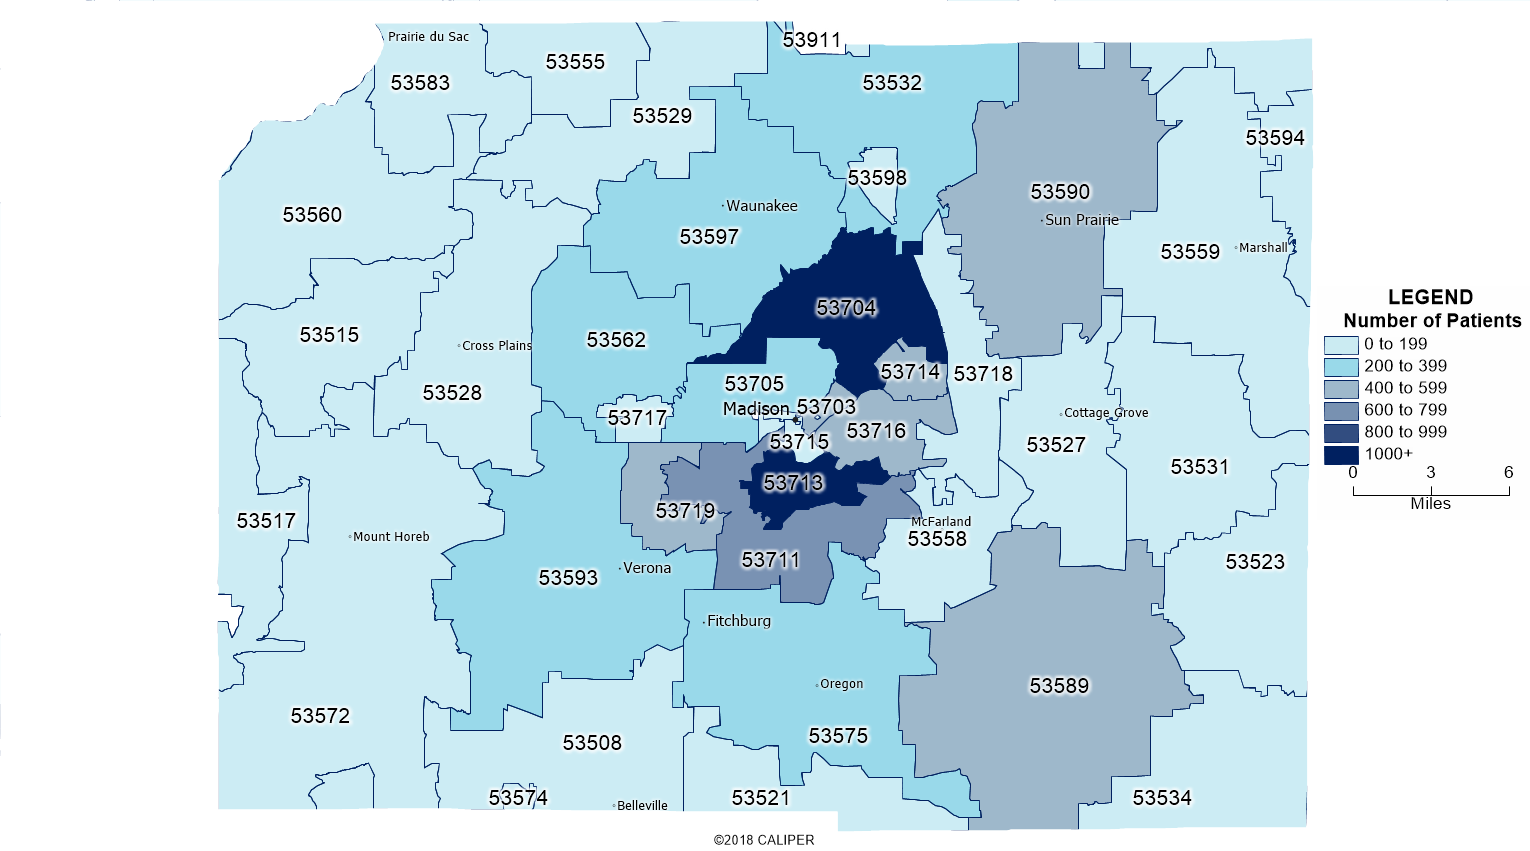 53911
Prairie du Sac
53555
53583
53532
53529
53594
53598
53590
Sun Prairie
53560
Waunakee
53597
53559
Marshall
53704
53515
53562
Cross Plains
53528
53705
53714
53718
Madison
53703
53717
53716
53715
Cottage Grove
53527
53531
53713
53719
53517
Mount Horeb
McFarland
53558
53711
53523
53593
Verona
Fitchburg
Oregon
53589
53572
53575
53508
53574
Belleville
53521
53534
LEGEND
Number of Patients
0 to 199
200 to 399
400 to 599
600 to 799
800 to 999
1000+
0 3 6
Miles
©2018 CALIPER